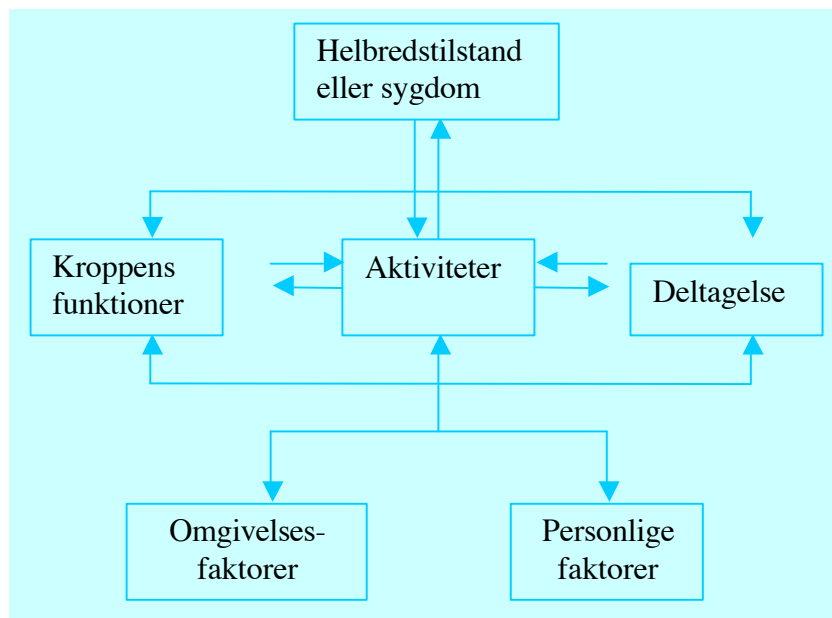 Helbredstilstand
eller sygdom
Kroppens
funktioner
Aktiviteter
Deltagelse
Omgivelses-
faktorer
Personlige
faktorer